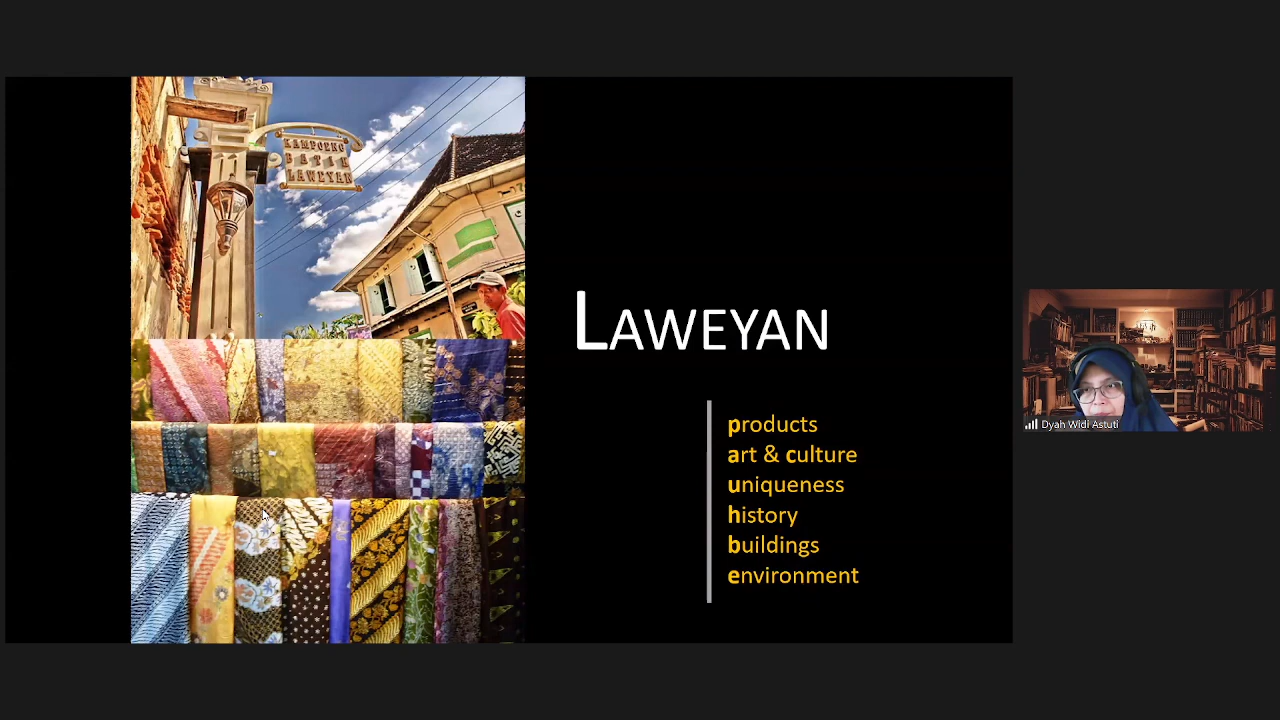 KAMPOENG
BATIK
LAWEYAN
LAWEYAN
products
art & culture
uniqueness
history
buildings
environment
Dyah Widi Astuti